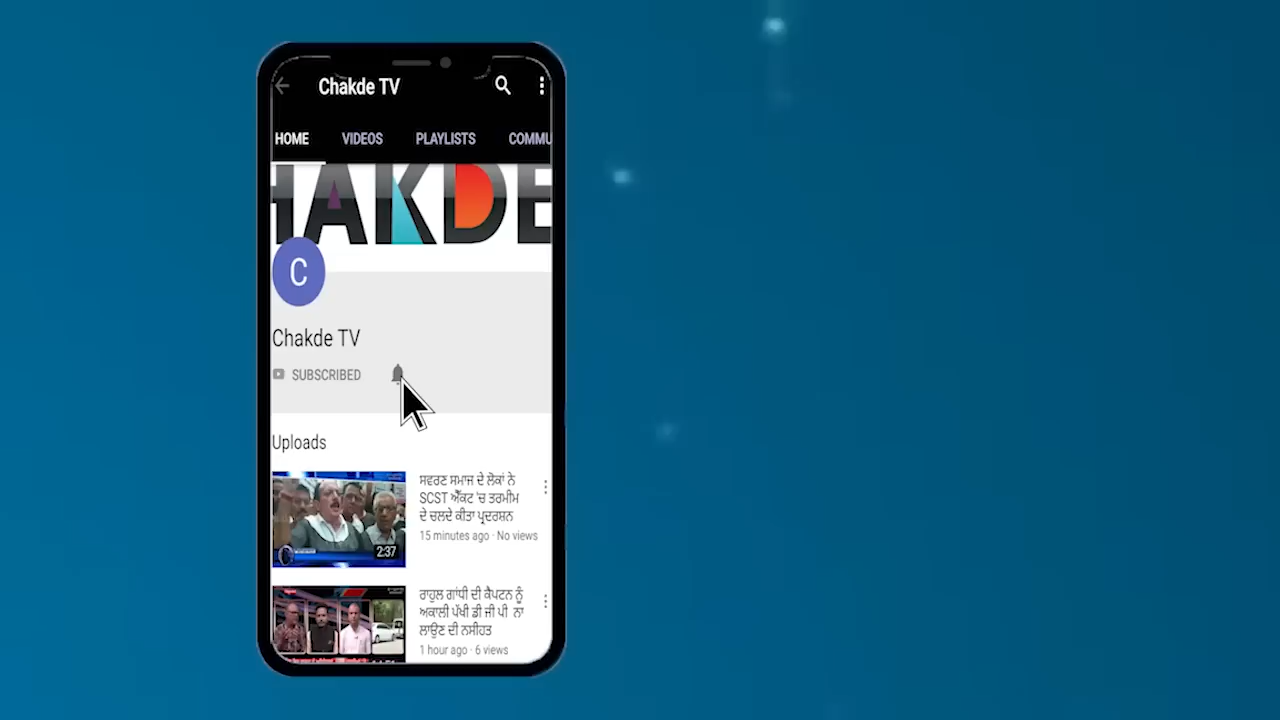 Chakde TV
HOME VIDEOS PLAYLISTS COMMU
HAKDE
C
Chakde TV
SUBSCRIBED
Uploads
ਸਵਰਣ ਸਮਾਜ ਦੇ ਲੋਕਾਂ ਨੇ
SCST ਐਕਟ 'ਚ ਤਰਮੀਮ
ਦੇ ਚਲਦੇ ਕੀਤਾ ਪ੍ਰਦਰਸ਼ਨ
15 minutes ago · No views
2:37
ਰਾਹੁਲ ਗਾਂਧੀ ਦੀ ਕੈਪਟਨ ਨੂੰ
ਅਕਾਲੀ ਪੱਖੀ ਡੀ ਜੀ ਪੀ ਨਾ
ਲਾਉਣ ਦੀ ਨਸੀਹਤ
1 hour ago · 6 views